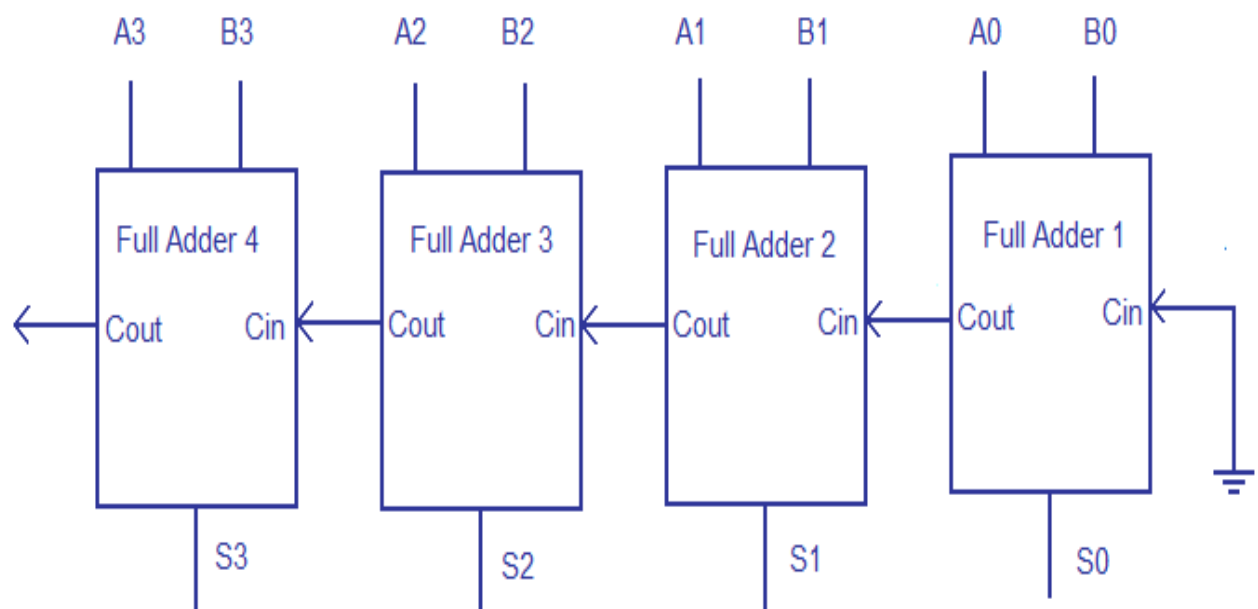 A3 B3 A2 B2 A1 B1 A0 B0
Full Adder 4 Full Adder 3 Full Adder 2 Full Adder 1
Cout Cin Cout Cin Cout Cin Cout Cin
S3 S2 S1 S0